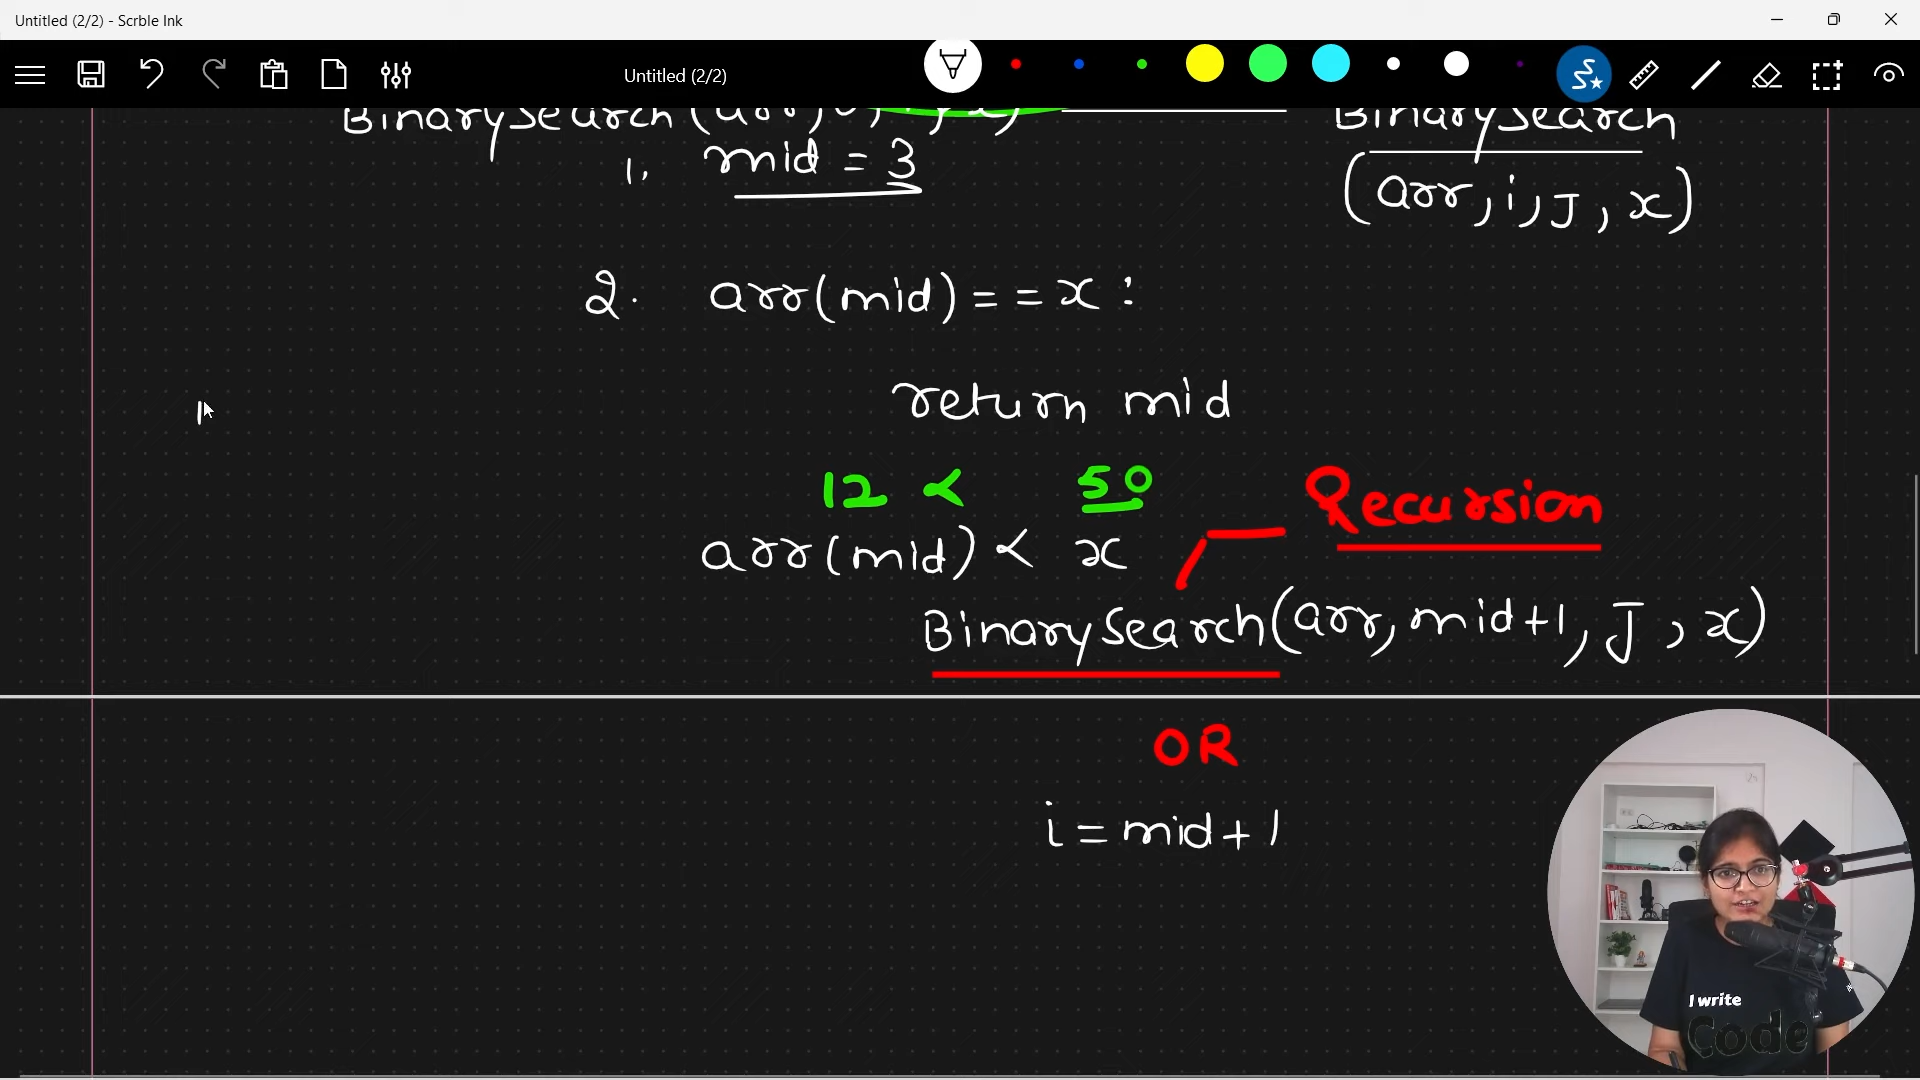 Untitled (2/2) - Scrble Ink
Untitled (2/2)
BinarySearch
BinarySearch
1. mid = 3
(arr, i, J, x)
2. arr(mid) == x :
return mid
12 < 50
Recursion
arr(mid) < x
BinarySearch(arr, mid+1, J, x)
OR
i = mid + 1
I write
Code